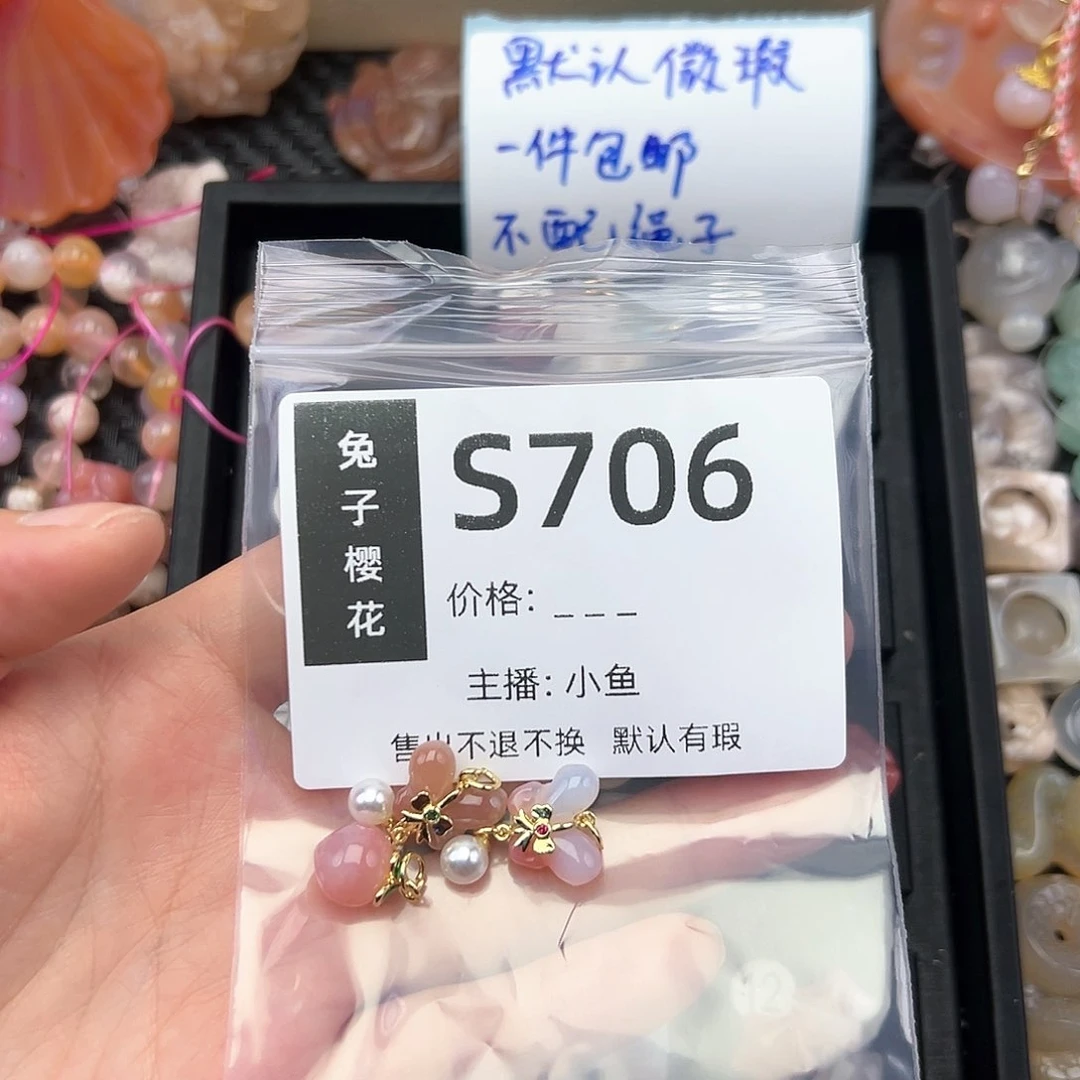 默认微瑕
一件包邮
不配绳子
兔子樱花
S706
价格: _ _ _
主播: 小鱼
售出不退不换 默认有瑕